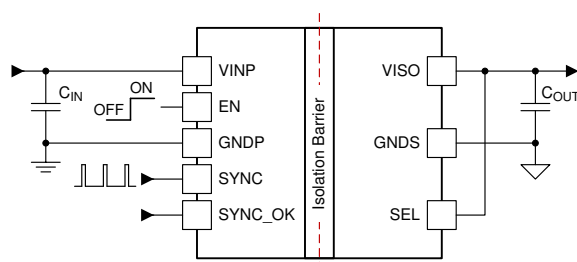 VINP
VISO
CIN
ON
OFF
EN
COUT
GNDP
Isolation Barrier
GNDS
SYNC
SYNC_OK
SEL